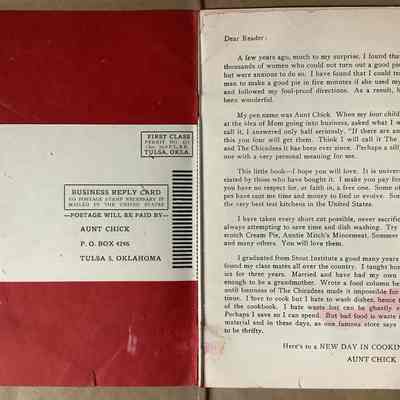 FIRST CLASS
TULSA, OKLA.
BUSINESS REPLY CARD
NO POSTAGE STAMP NECESSARY IF
MAILED IN THE UNITED STATES
—POSTAGE WILL BE PAID BY—
AUNT CHICK
P. O. BOX 4246
TULSA 5, OKLAHOMA
Dear Reader:
A few years ago, much to my surprise, I found that
thousands of women who could not turn out a good pie
but were anxious to do so. I have found that I could
man to make a good pie in five minutes if she used my
and followed my foul-proof directions. As a result,
been wonderful.
My pen name was Aunt Chick. When my four child
at the idea of Mom going into business, asked what I w
call it, I answered only half seriously. "If there are an
this you four will get them. Think I will call it "The
and The Chicadees it has been ever since. Perhaps a silly
one with a very personal meaning for me.
This little book—I hope you will love. It is univer
ciated by those who have bought it. I make you pay for
you have no respect for, or faith in, a free one. Some of
pes have cost me time and money to find or evolve. Som
the very best test kitchens in the United States.
I have taken every short cut possible, never sacrific
always attempting to save time and dish washing. Try
scotch Cream Pie, Auntie Mitch's Mincemeat, Sommer
and many others. You will love them.
I graduated from Stout Institute a good many years
found my class mates all over the country. I taught hom
ics for three years. Married and have had my own
enough to be a grandmother. Wrote a food column
until business of The Chicadees made it impossible for
time. I love to cook but I hate to wash dishes, hence
of the cookbook. I hate waste but can be ghastly e
Perhaps I save so I can spend. But bad food is waste
material and in these days, as one famous store says
to be thrifty.
Here's to a NEW DAY IN COOKIN
AUNT CHICK